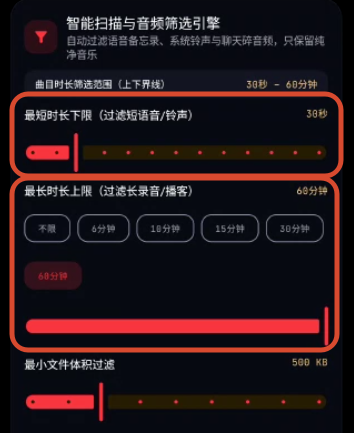 智能扫描与音频筛选引擎
自动过滤语音备忘录、系统铃声与聊天碎音频，只保留纯
净音乐
曲目时长筛选范围（上下界线） 30秒 - 60分钟
最短时长下限（过滤短语音/铃声） 30秒
最长时长上限（过滤长录音/播客） 60分钟
不限 6分钟 10分钟 15分钟 30分钟
60分钟
最小文件体积过滤 500 KB